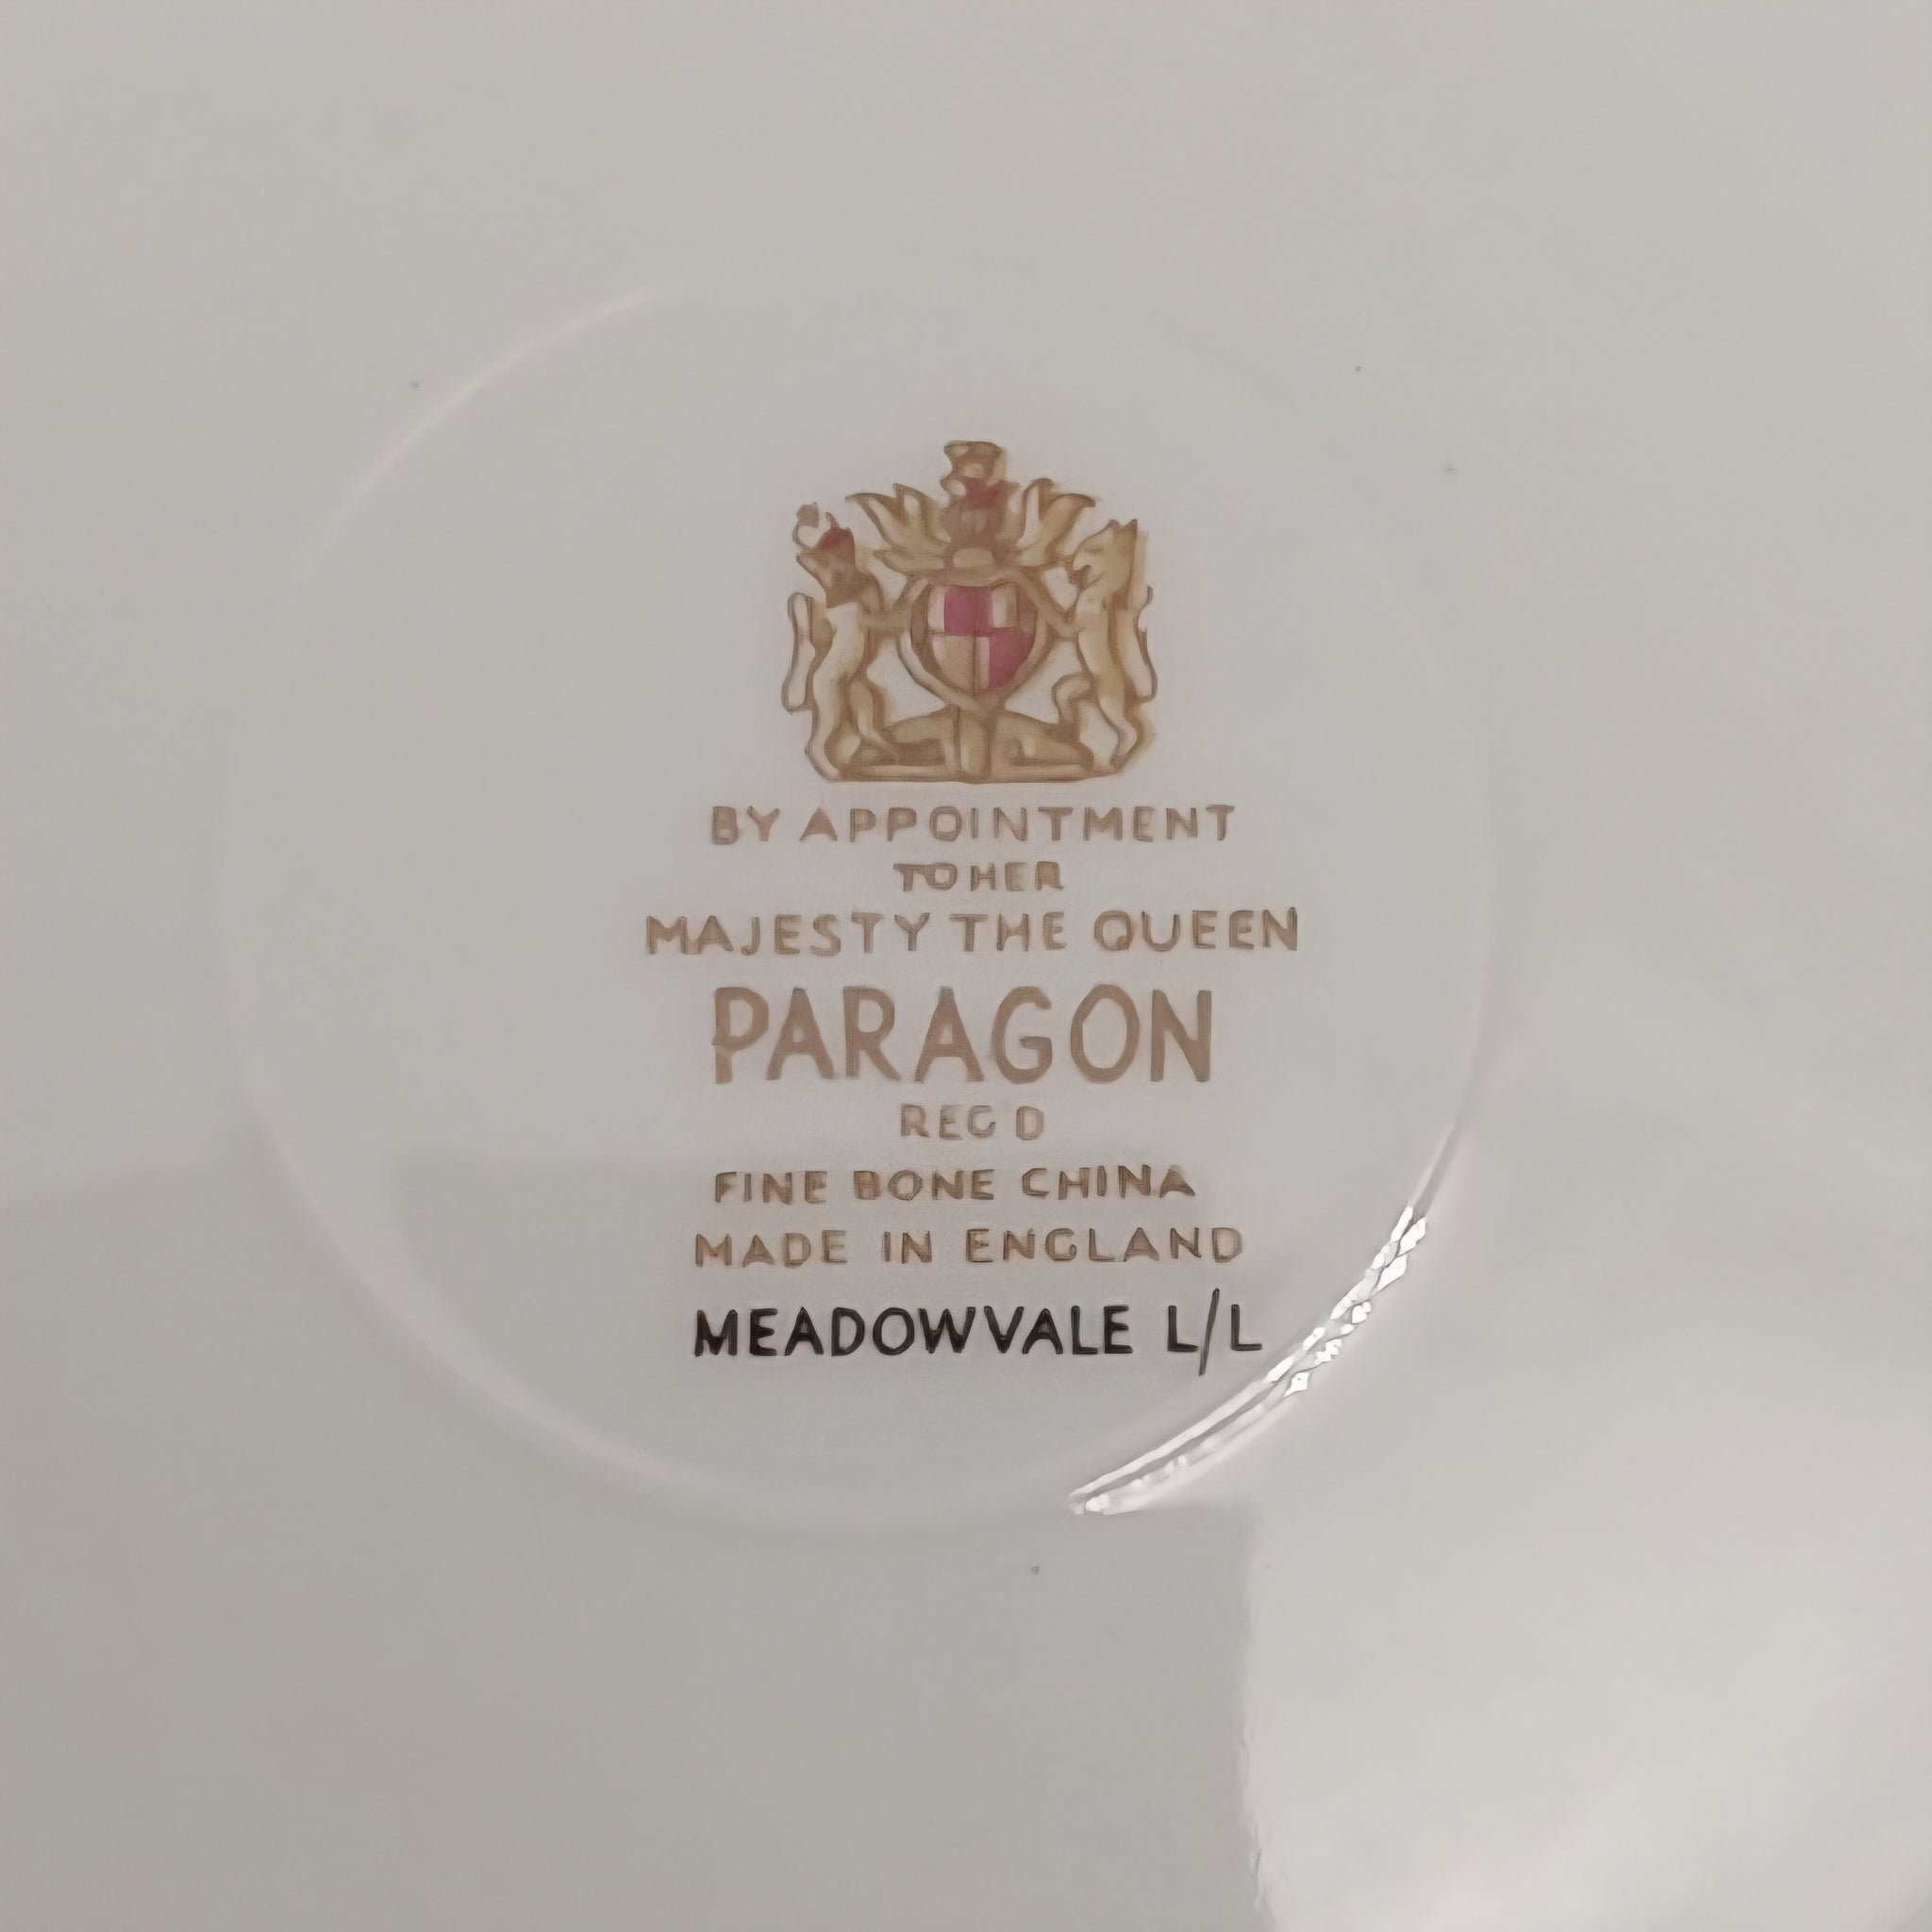 BY APPOINTMENT
TO HER
MAJESTY THE QUEEN
PARAGON
REG D
FINE BONE CHINA
MADE IN ENGLAND
MEADOWVALE L/L